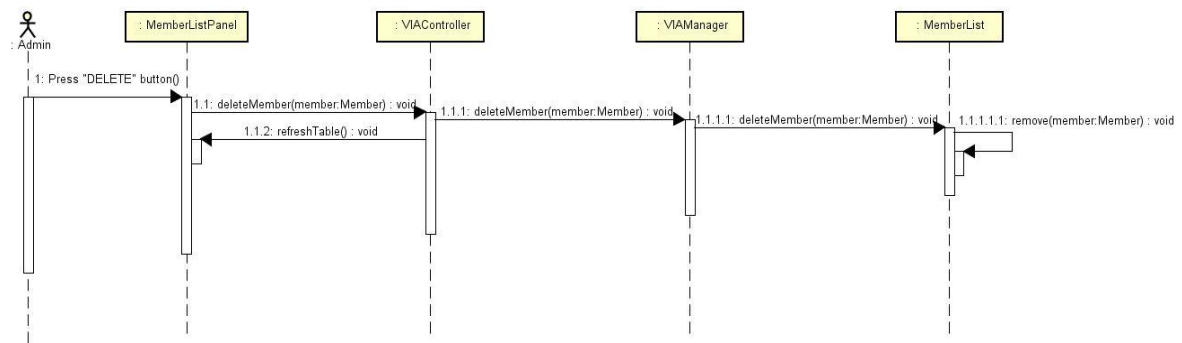 : MemberListPanel
: VIAController
: VIAManager
: MemberList
: Admin
1: Press "DELETE" button()
1.1: deleteMember(member:Member) : void
1.1.1: deleteMember(member:Member) : void
1.1.1.1: deleteMember(member:Member) : void
1.1.1.1.1: remove(member:Member) : void
1.1.2: refreshTable() : void